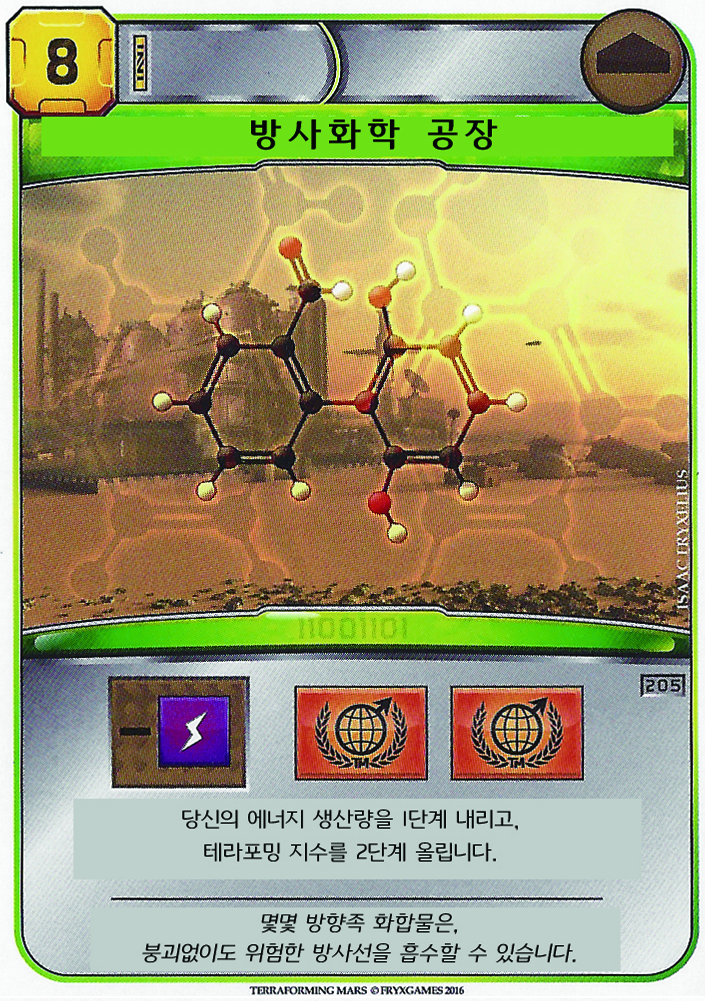 8
INI
방사화학 공장
ISAAC FRYXELIUS
11001101
205
TM
TM
당신의 에너지 생산량을 1단계 내리고,
테라포밍 지수를 2단계 올립니다.
몇몇 방향족 화합물은,
붕괴없이도 위험한 방사선을 흡수할 수 있습니다.
TERRAFORMING MARS © FRYXGAMES 2016